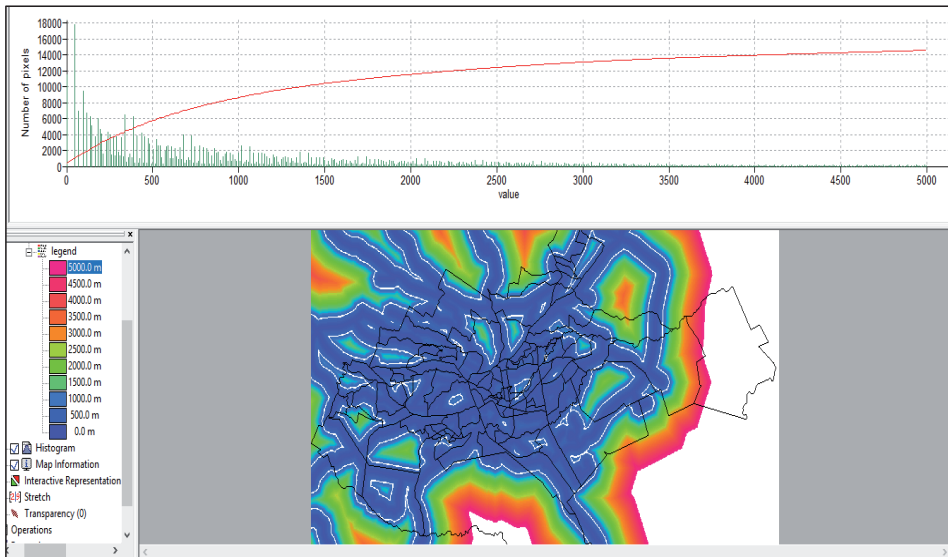 18000
16000
14000
12000
10000
8000
6000
4000
2000
0
Number of pixels
0 500 1000 1500 2000 2500 3000 3500 4000 4500 5000
value
x
legend
5000.0 m
4500.0 m
4000.0 m
3500.0 m
3000.0 m
2500.0 m
2000.0 m
1500.0 m
1000.0 m
500.0 m
0.0 m
Histogram
Map Information
Interactive Representation
Stretch
Transparency (0)
Operations